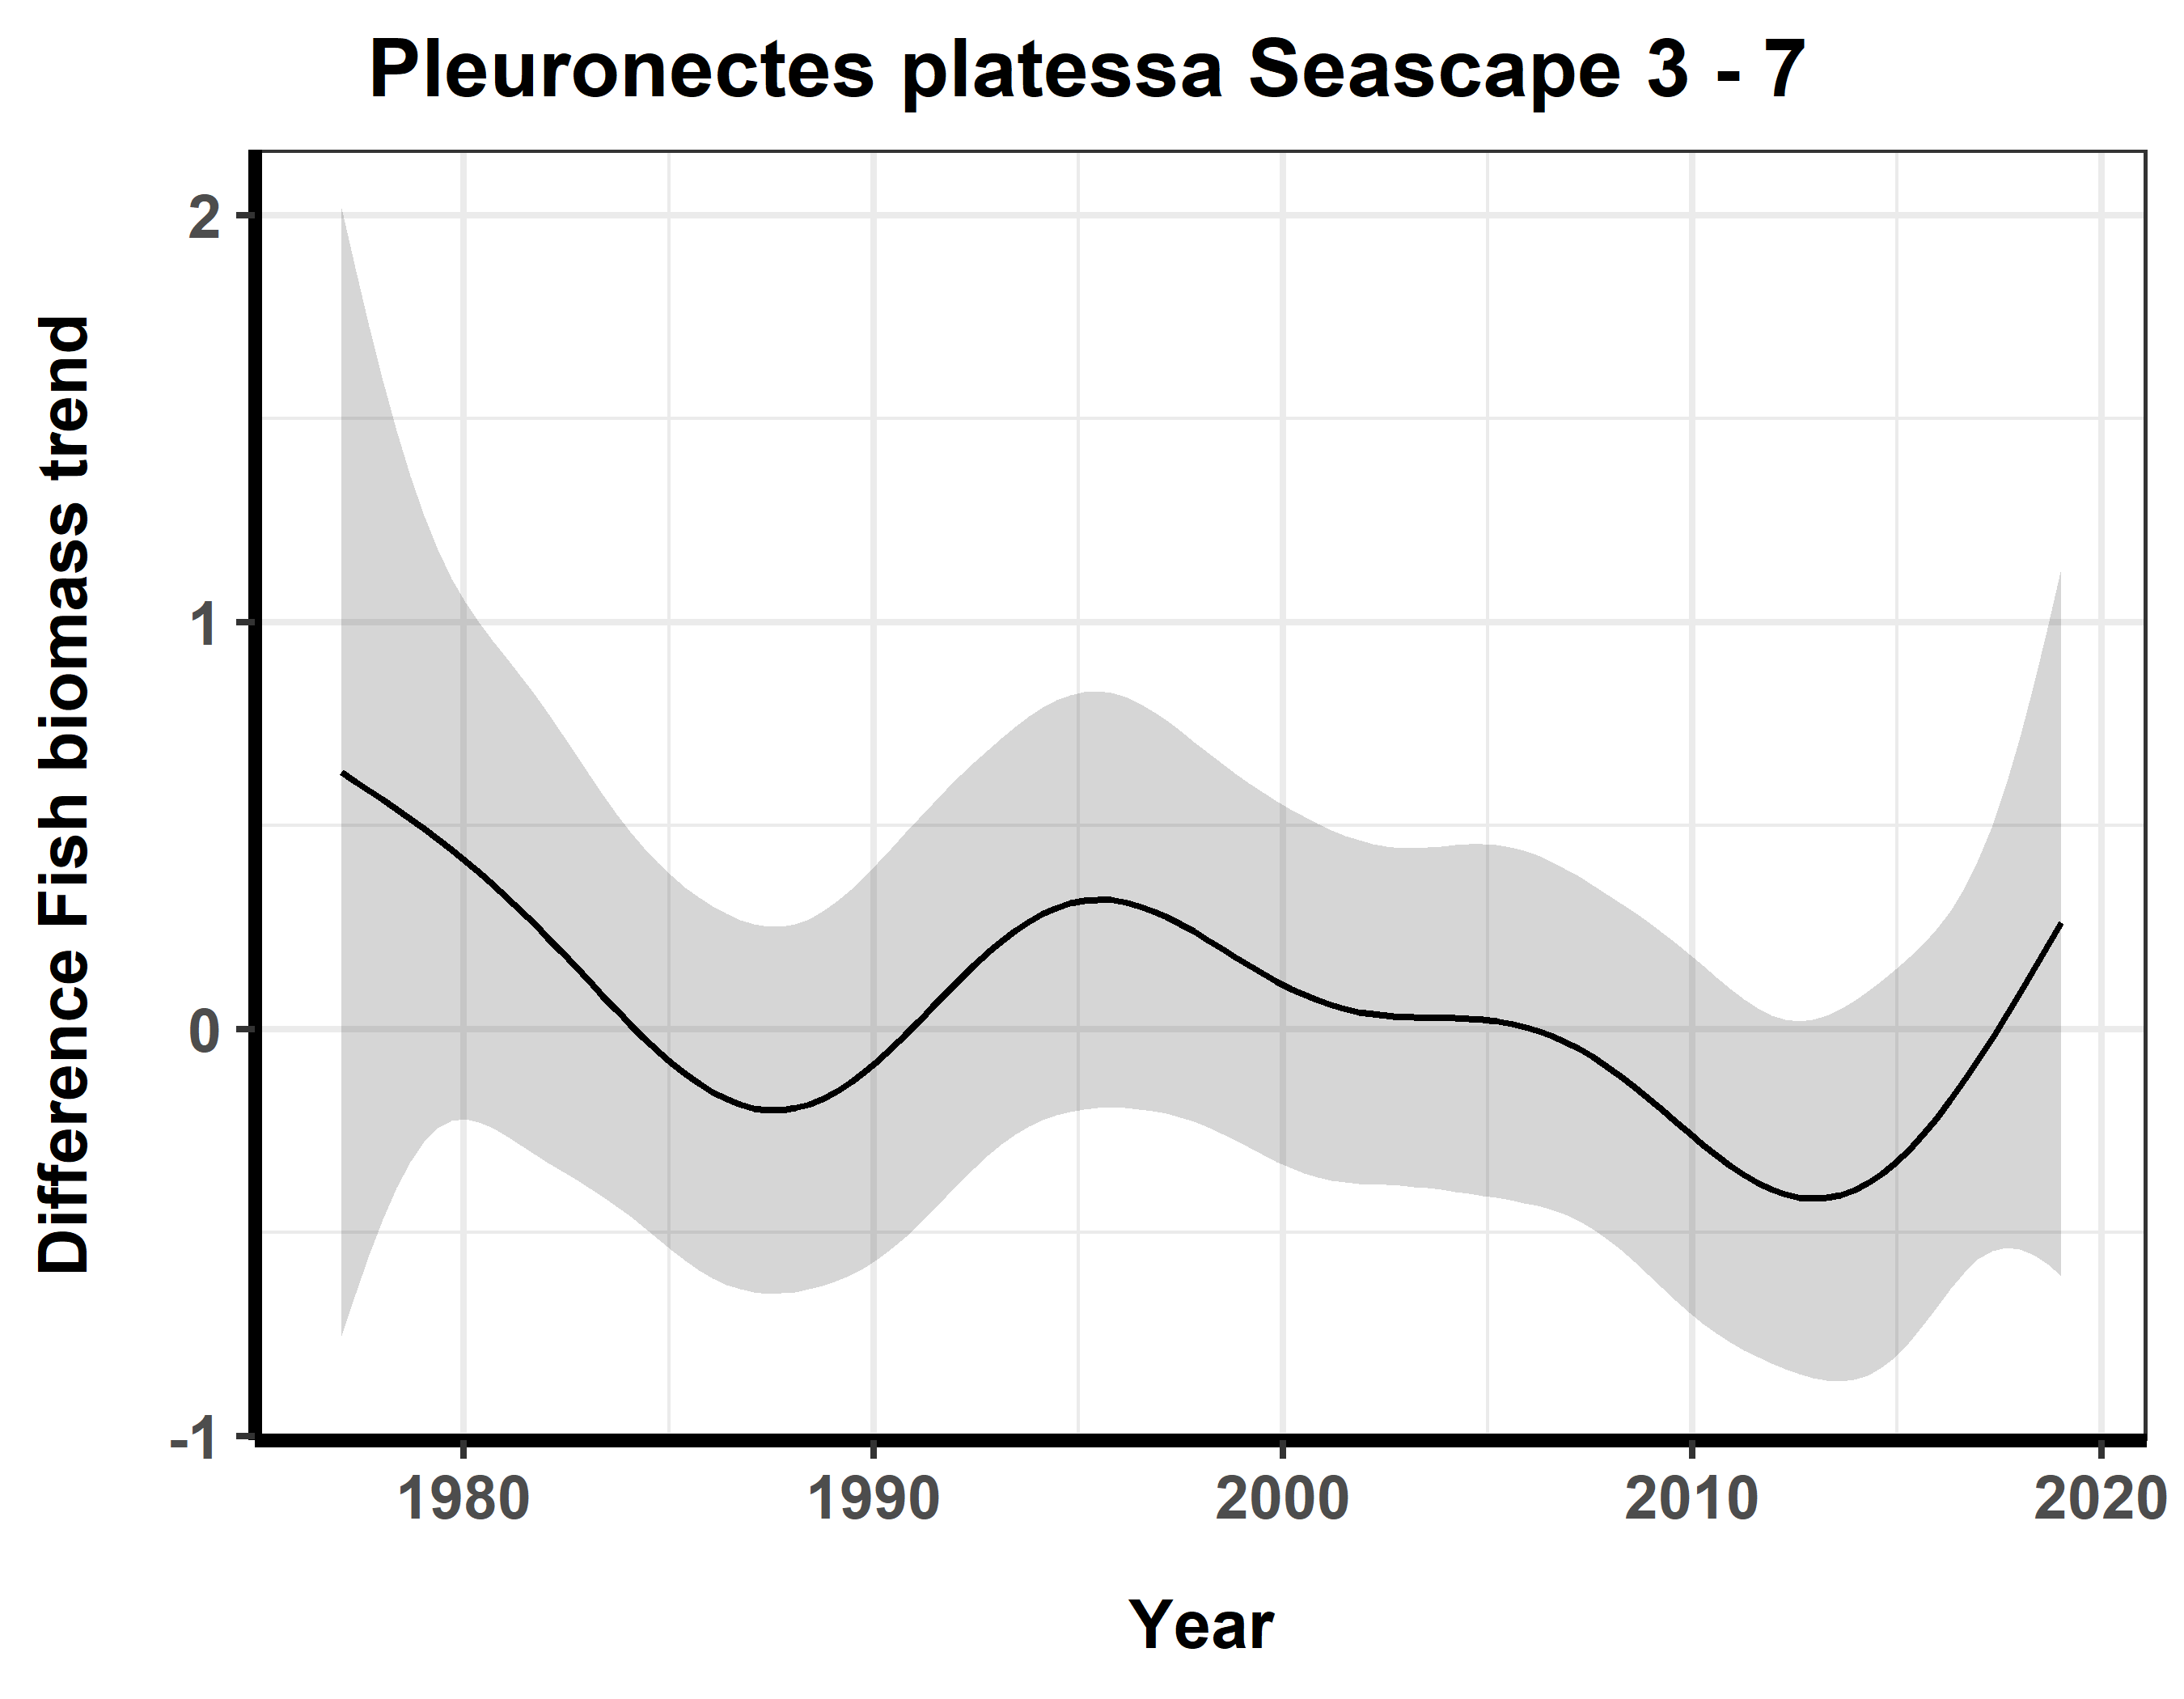 Pleuronectes platessa Seascape 3 - 7
Difference Fish biomass trend
2
1
0
-1
1980 1990 2000 2010 2020
Year